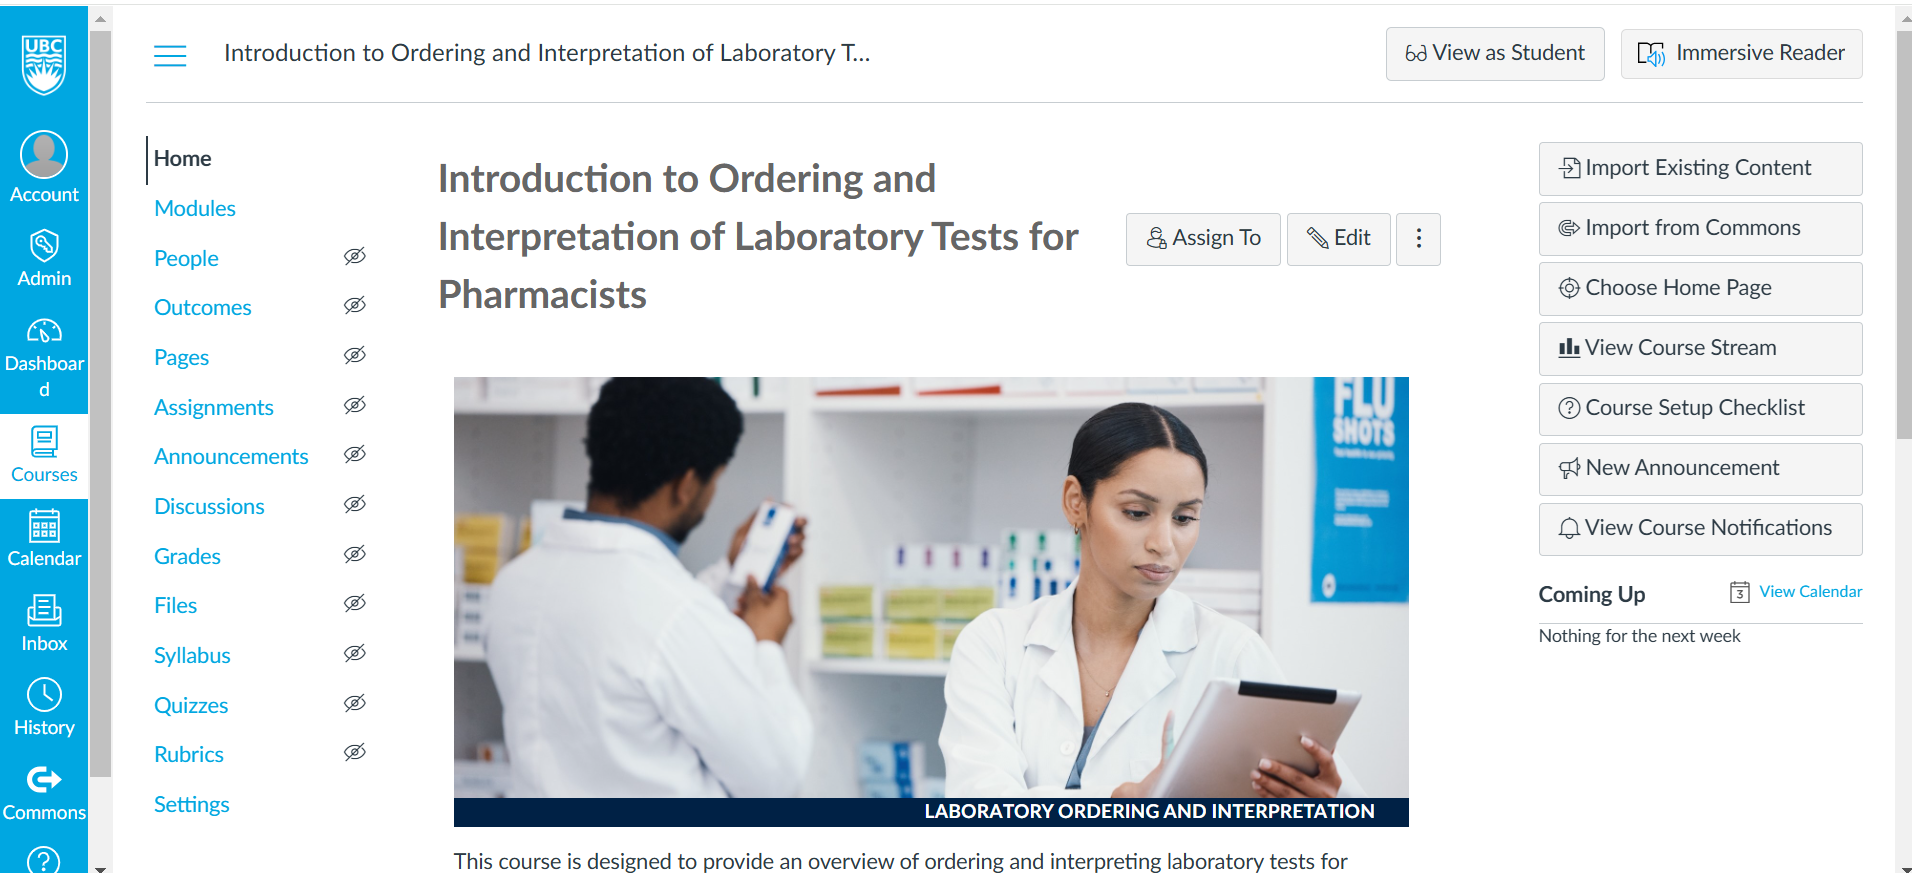 UBC
Account
Admin
Dashboar
d
Courses
Calendar
Inbox
History
Commons
Introduction to Ordering and Interpretation of Laboratory T...
View as Student
Immersive Reader
Home
Modules
People
Outcomes
Pages
Assignments
Announcements
Discussions
Grades
Files
Syllabus
Quizzes
Rubrics
Settings
Introduction to Ordering and
Interpretation of Laboratory Tests for
Pharmacists
Assign To
Edit
FLU
SHOTS
LABORATORY ORDERING AND INTERPRETATION
This course is designed to provide an overview of ordering and interpreting laboratory tests for
Import Existing Content
Import from Commons
Choose Home Page
View Course Stream
Course Setup Checklist
New Announcement
View Course Notifications
Coming Up
3
View Calendar
Nothing for the next week